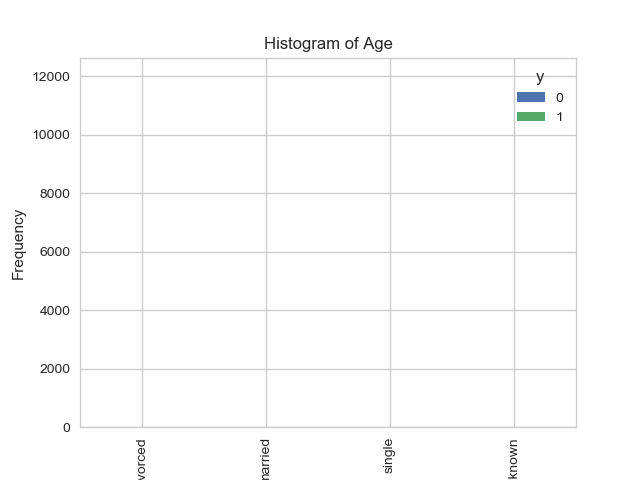 Histogram of Age
12000
10000
8000
6000
4000
2000
0
Frequency
y
0
1
vorced
narried
single
known